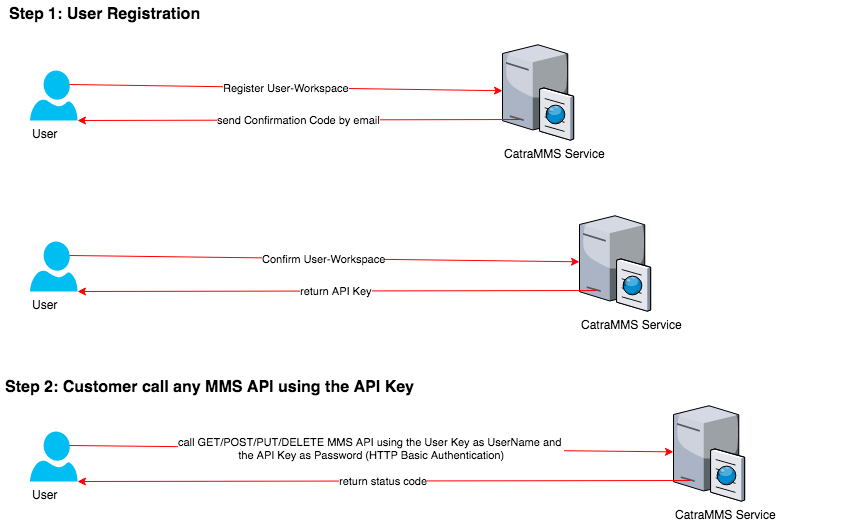 Step 1: User Registration
Register User-Workspace
send Confirmation Code by email
User
CatraMMS Service
Confirm User-Workspace
return API Key
User
CatraMMS Service
Step 2: Customer call any MMS API using the API Key
call GET/POST/PUT/DELETE MMS API using the User Key as UserName and
the API Key as Password (HTTP Basic Authentication)
return status code
User
CatraMMS Service